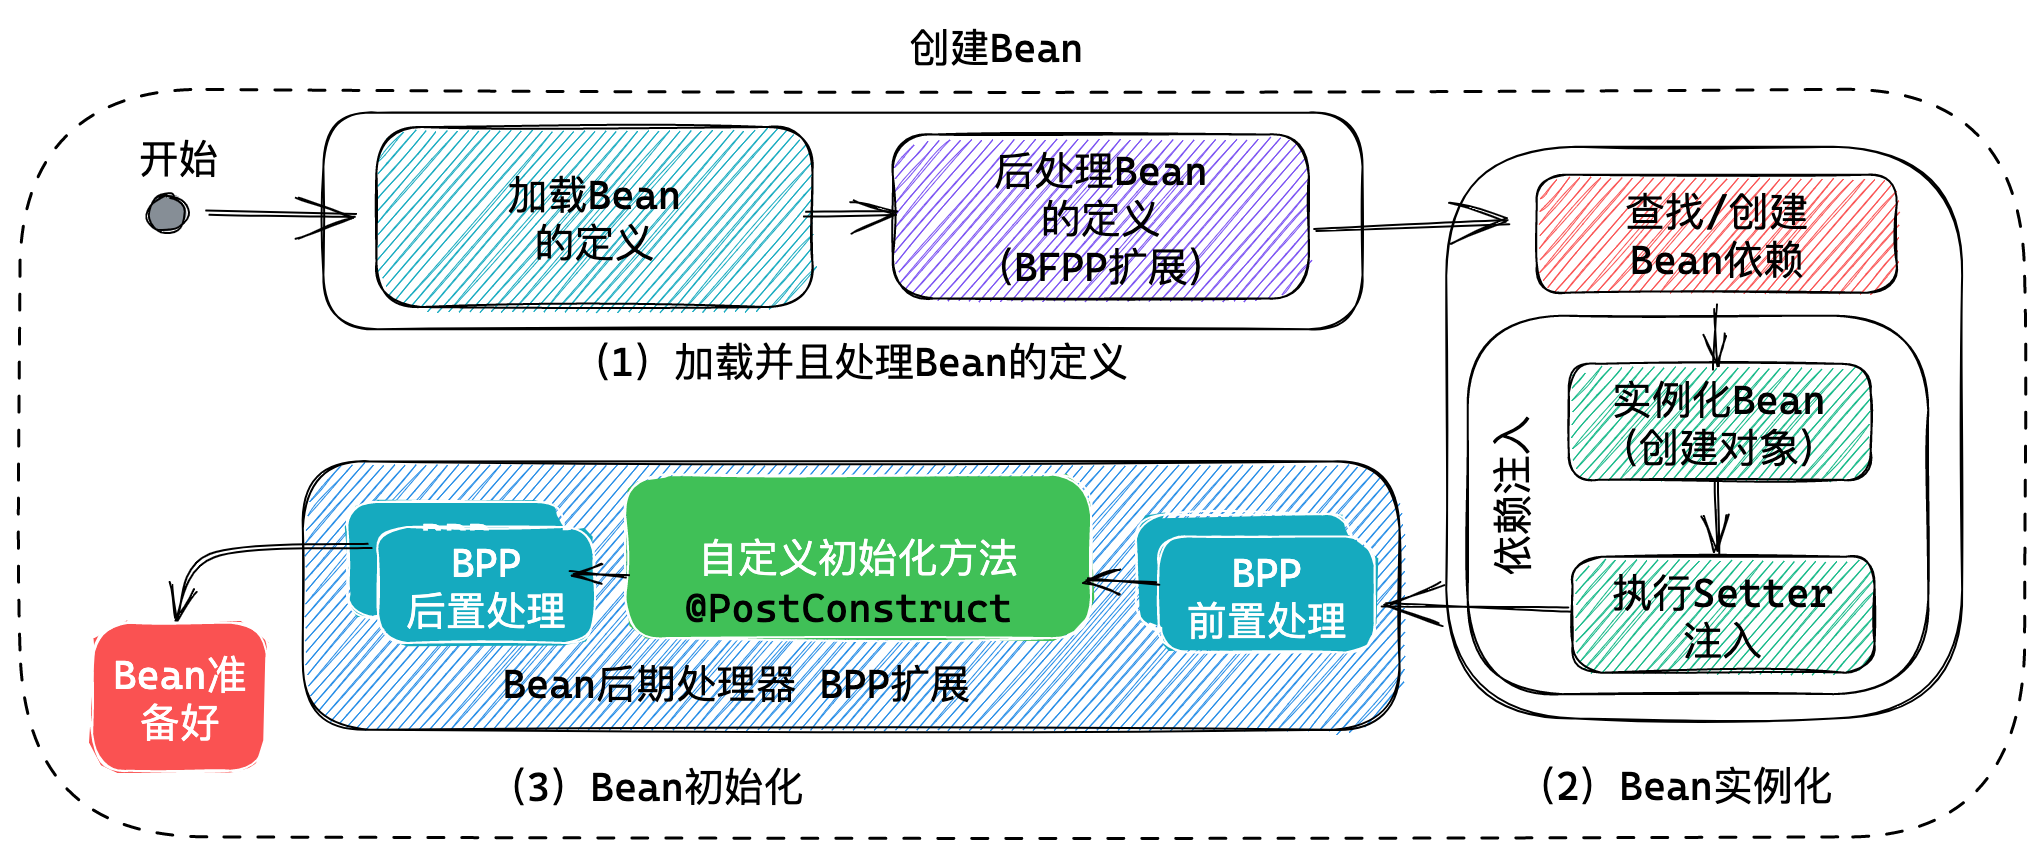 创建Bean
开始
加载Bean
的定义
后处理Bean
的定义
（BFPP扩展）
（1）加载并且处理Bean的定义
查找/创建
Bean依赖
实例化Bean
（创建对象）
依赖注入
执行Setter
注入
（2）Bean实例化
BPP
前置处理
自定义初始化方法
@PostConstruct
BPP
BPP
后置处理
Bean后期处理器 BPP扩展
（3）Bean初始化
Bean准
备好